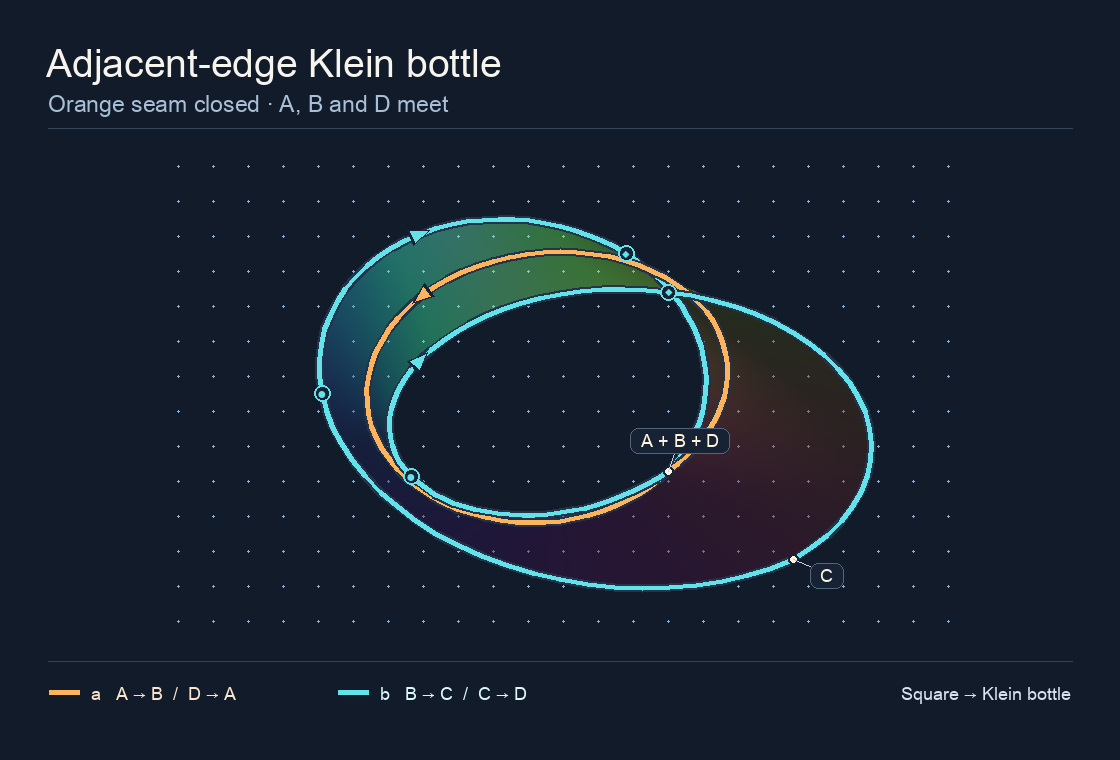 Adjacent-edge Klein bottle
Orange seam closed · A, B and D meet
A + B + D
C
a A→B / D→A
b B→C / C→D
Square→Klein bottle